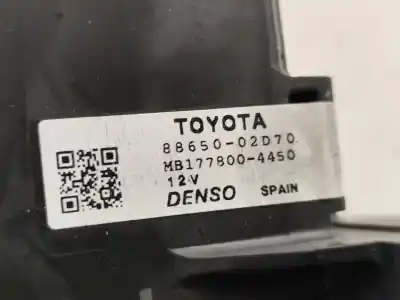 TOYOTA
88650-02D70
MB177800-4450
12V
DENSO SPAIN